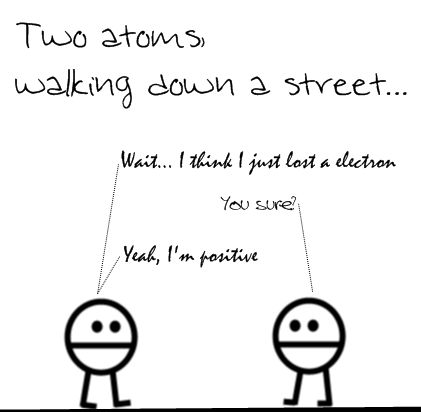 Two atoms,
walking down a street...
Wait... I think I just lost a electron
You sure?
Yeah, I'm positive